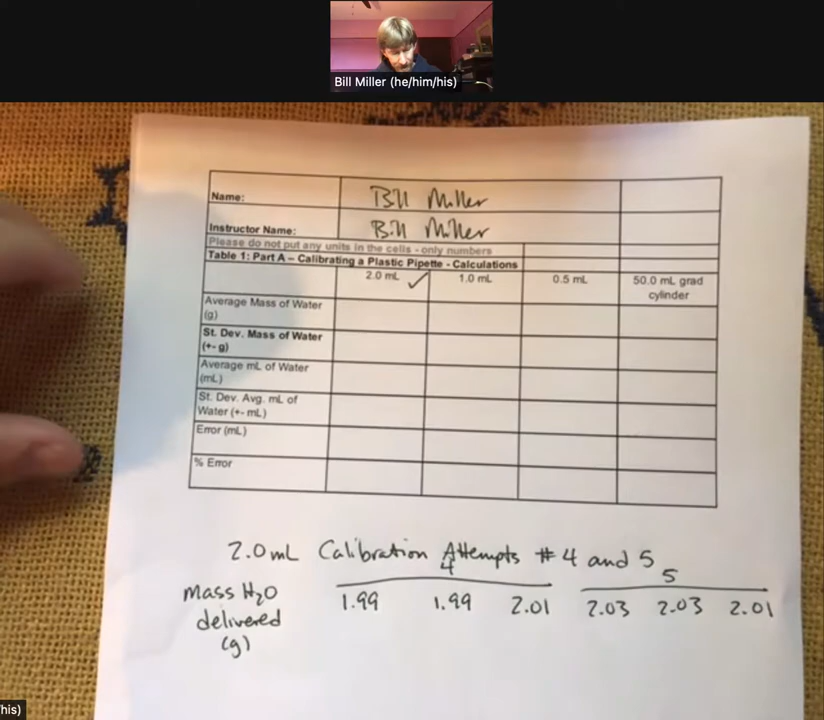 Bill Miller (he/him/his)
Name: Bill Miller
Instructor Name: Bill Miller
Please do not put any units in the cells - only numbers
Table 1: Part A – Calibrating a Plastic Pipette - Calculations
2.0 mL ✓ 1.0 mL 0.5 mL 50.0 mL grad
cylinder
Average Mass of Water
(g)
St. Dev. Mass of Water
(+- g)
Average mL of Water
(mL)
St. Dev. Avg. mL of
Water (+- mL)
Error (mL)
% Error
2.0mL Calibration Attempts #4 and 5
4 5
Mass H₂O
delivered
(g)
1.99 1.99 2.01 2.03 2.03 2.01
/his)